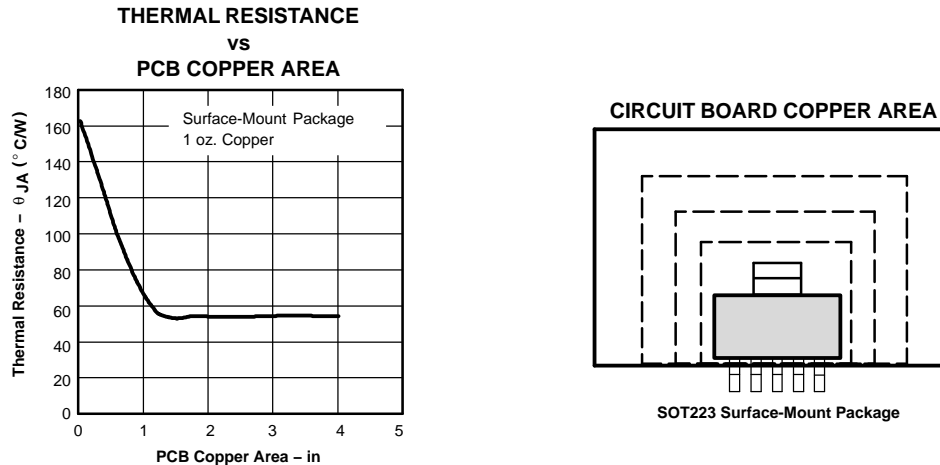 THERMAL RESISTANCE
vs
PCB COPPER AREA
Thermal Resistance – θJA (° C/W)
180
160
140
120
100
80
60
40
20
0
Surface-Mount Package
1 oz. Copper
0 1 2 3 4 5
PCB Copper Area – in
CIRCUIT BOARD COPPER AREA
SOT223 Surface-Mount Package